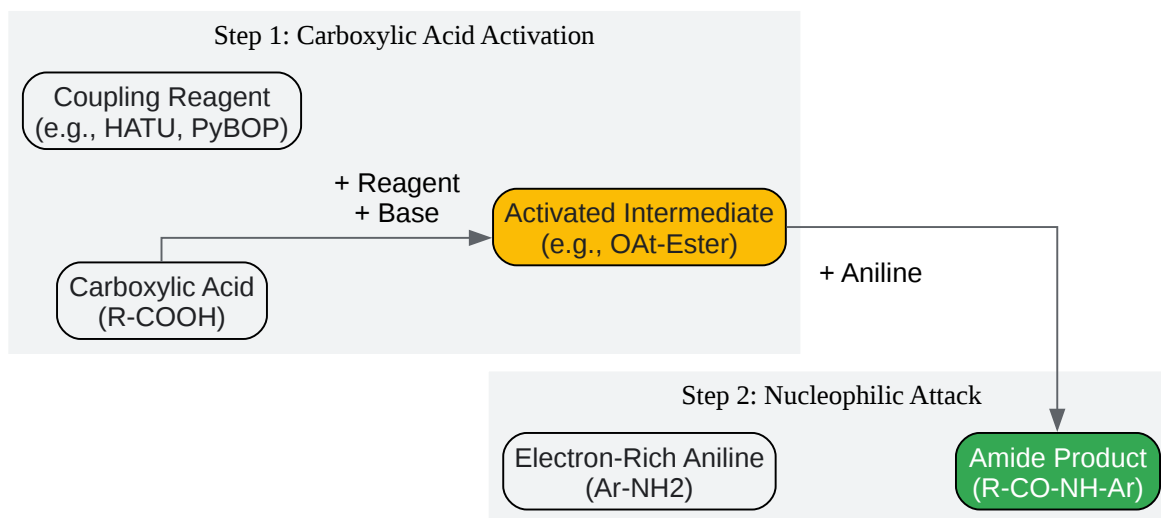 Step 1: Carboxylic Acid Activation
Coupling Reagent
(e.g., HATU, PyBOP)
+ Reagent
+ Base
Activated Intermediate
(e.g., OAt-Ester)
Carboxylic Acid
(R-COOH)
+ Aniline
Step 2: Nucleophilic Attack
Electron-Rich Aniline
(Ar-NH2)
Amide Product
(R-CO-NH-Ar)